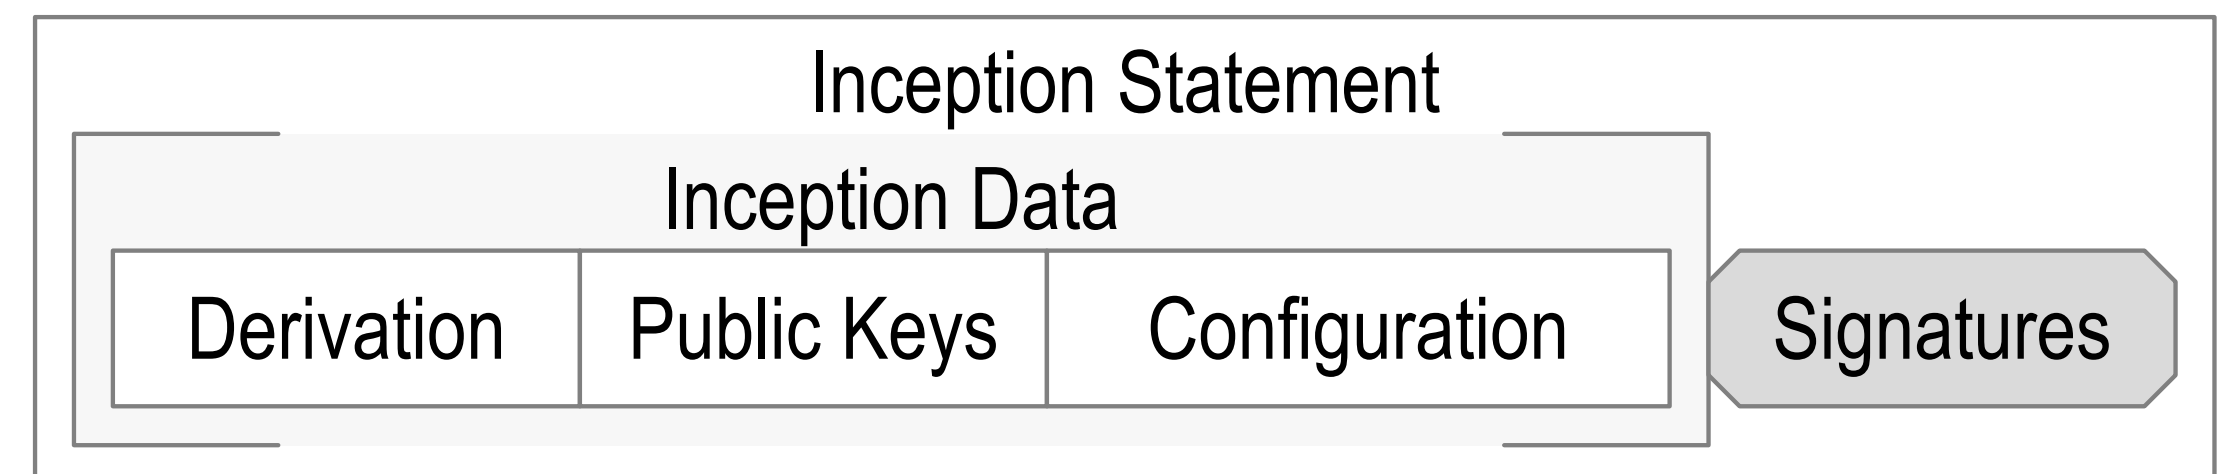 Inception Statement
Inception Data
Derivation Public Keys Configuration Signatures